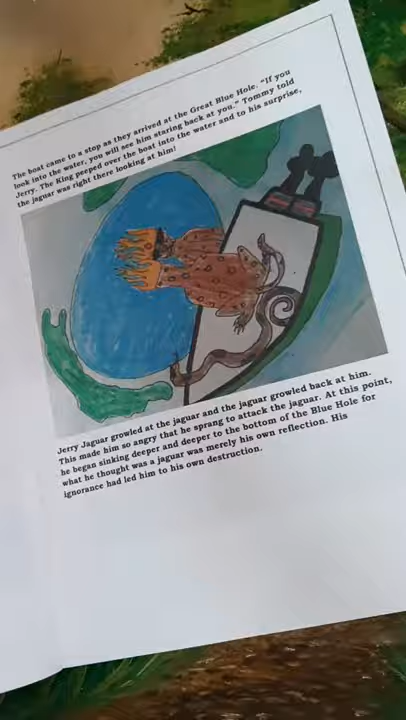 The boat came to a stop as they arrived at the Great Blue Hole. "If you
look into the water, you will see him staring back at you." Tommy told
Jerry. The King peeped over the boat into the water and to his surprise,
the jaguar was right there looking at him!
Jerry Jaguar growled at the jaguar and the jaguar growled back at him.
This made him so angry that he sprang to attack the jaguar. At this point,
he began sinking deeper and deeper to the bottom of the Blue Hole for
what he thought was a jaguar was merely his own reflection. His
ignorance had led him to his own destruction.